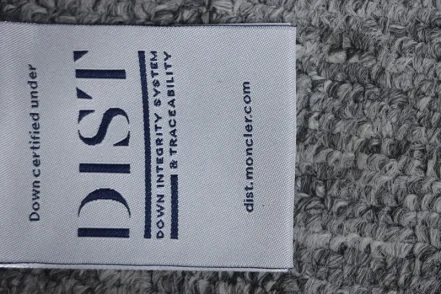 Down certified under
DIST
DOWN INTEGRITY SYSTEM
& TRACEABILITY
dist.moncler.com